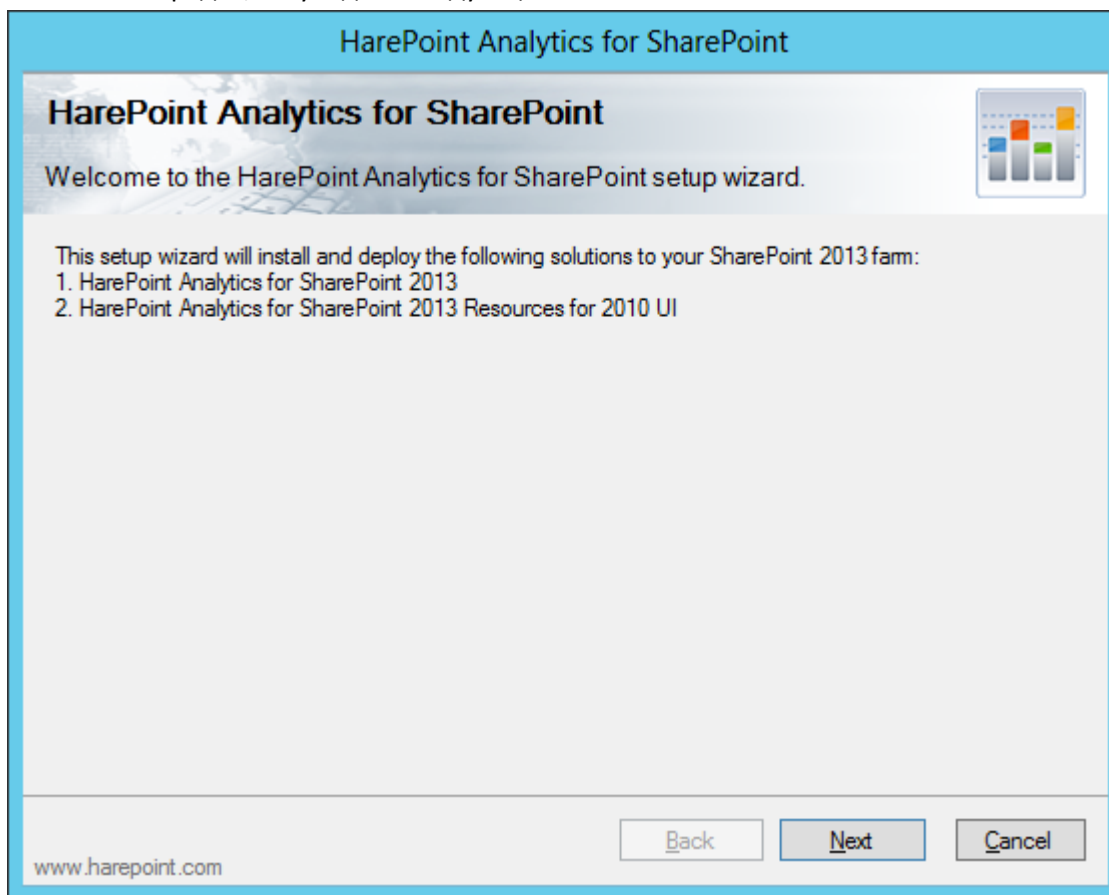 HarePoint Analytics for SharePoint
HarePoint Analytics for SharePoint
Welcome to the HarePoint Analytics for SharePoint setup wizard.
This setup wizard will install and deploy the following solutions to your SharePoint 2013 farm:
1. HarePoint Analytics for SharePoint 2013
2. HarePoint Analytics for SharePoint 2013 Resources for 2010 UI
Back Next Cancel
www.harepoint.com